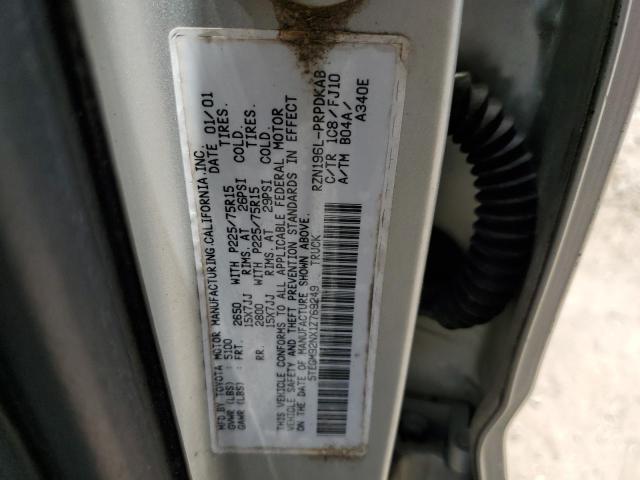 MFD.BY TOYOTA MOTOR MANUFACTURING,CALIFORNIA,INC.
GVWR (LBS) : 5100 DATE 01/01
GAWR (LBS) : FRT. 2650 WITH P225/75R15 TIRES.
15X7JJ RIMS. AT 26PSI COLD.
RR. 2800 WITH P225/75R15 TIRES.
15X7JJ RIMS. AT 29PSI COLD.
THIS VEHICLE CONFORMS TO ALL APPLICABLE FEDERAL MOTOR
VEHICLE SAFETY AND THEFT PREVENTION STANDARDS IN EFFECT
ON THE DATE OF MANUFACTURE SHOWN ABOVE.
5TEGM92NX1Z769249 TRUCK
RZN196L-PRPDKAB
C/TR 1C8/FJ10
A/TM B04A/
A340E